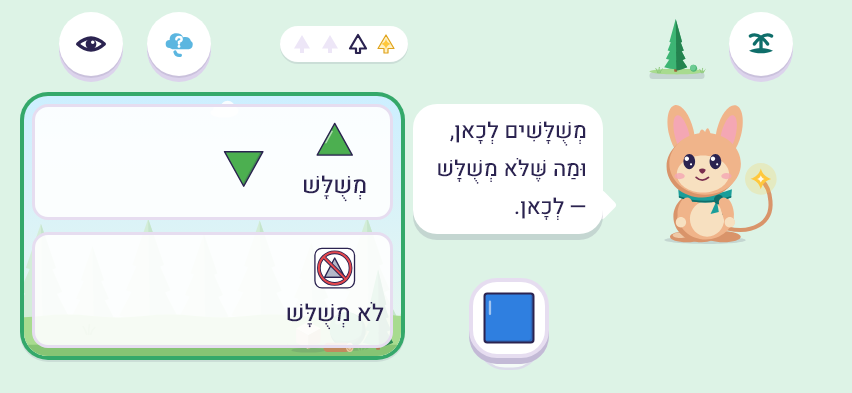 מְשֻׁלָּשִׁים לְכָאן,
וּמַה שֶּׁלֹּא מְשֻׁלָּשׁ
— לְכָאן.
מְשֻׁלָּשׁ
לֹא מְשֻׁלָּשׁ
?